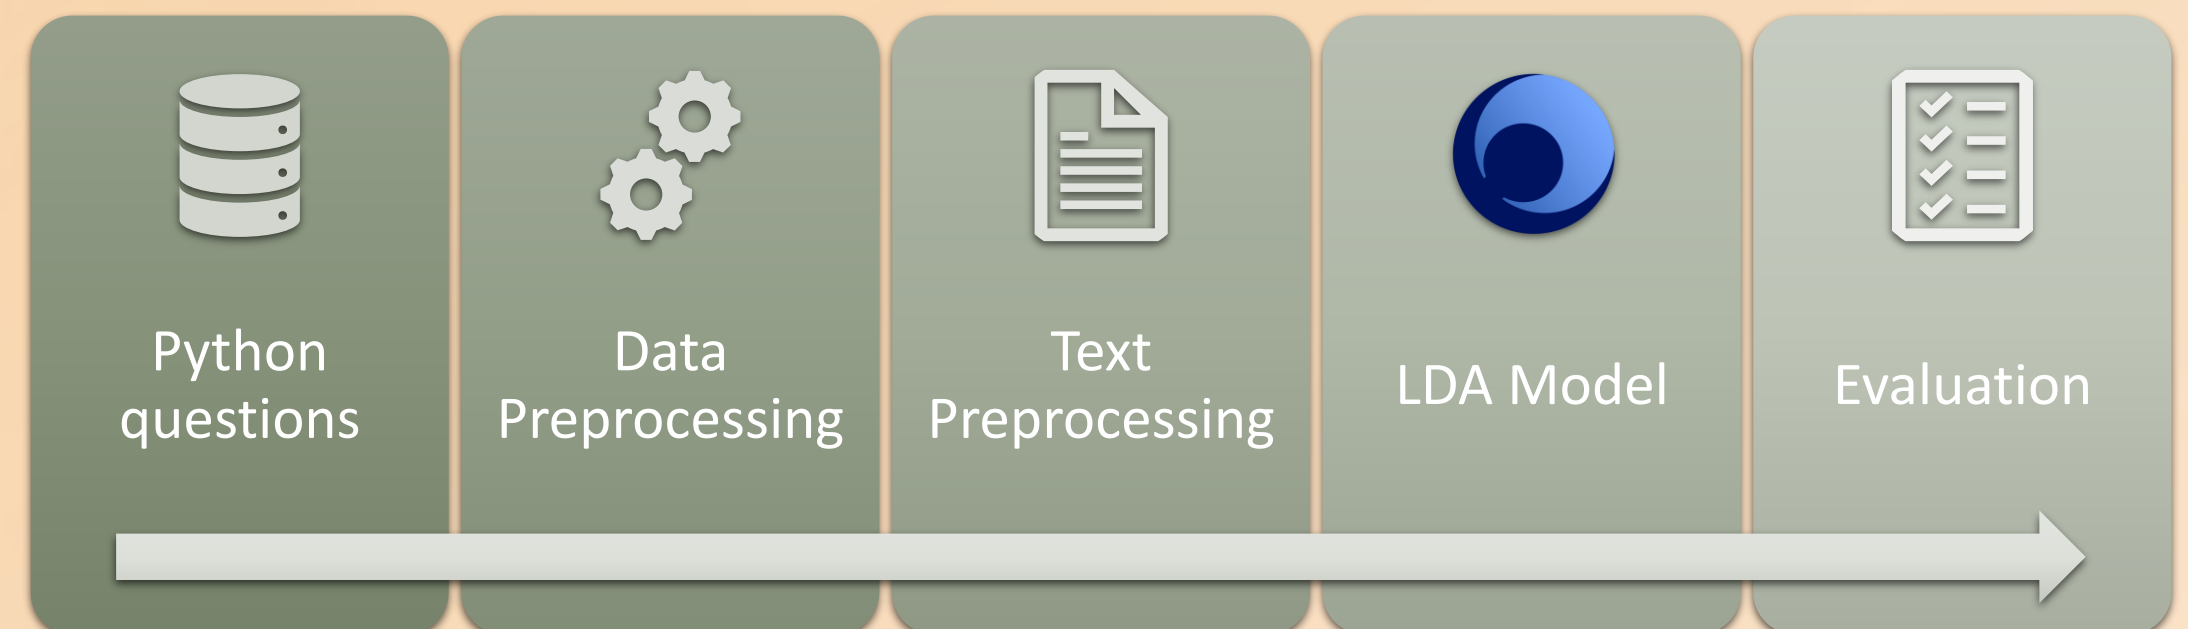 Python
questions
Data
Preprocessing
Text
Preprocessing
LDA Model
Evaluation